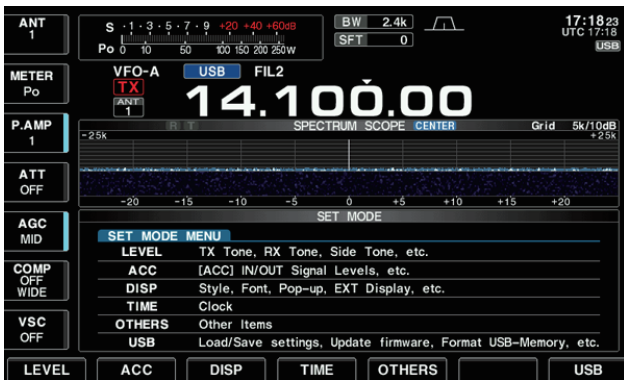 ANT
1
S ·1·3·5·7·9 +20 +40 +60dB
Po 0 10 50 100 150 200 250W
BW 2.4k
SFT 0
17:18 23
UTC 17:18
USB
METER
Po
VFO-A USB FIL2
TX
ANT
1
14.100.00
P.AMP
1
R T SPECTRUM SCOPE CENTER Grid 5k/10dB
-25k +25k
ATT
OFF
-20 -15 -10 -5 0 +5 +10 +15 +20
SET MODE
AGC
MID
SET MODE MENU
LEVEL TX Tone, RX Tone, Side Tone, etc.
ACC [ACC] IN/OUT Signal Levels, etc.
DISP Style, Font, Pop-up, EXT Display, etc.
TIME Clock
OTHERS Other Items
USB Load/Save settings, Update firmware, Format USB-Memory, etc.
COMP
OFF
WIDE
VSC
OFF
LEVEL ACC DISP TIME OTHERS USB